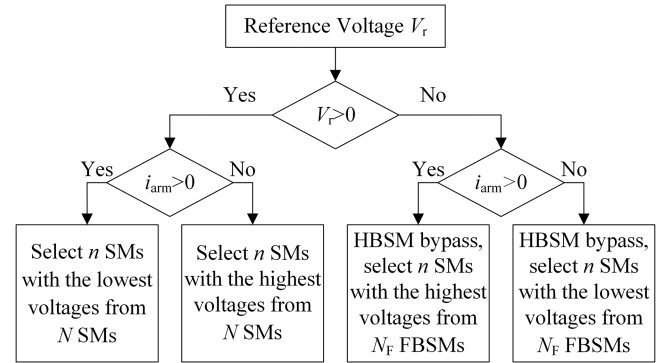 Reference Voltage Vr
Yes
No
Vr>0
Yes
No
Yes
No
iarm>0
iarm>0
Select n SMs
with the lowest
voltages from
N SMs
Select n SMs
with the highest
voltages from
N SMs
HBSM bypass,
select n SMs
with the highest
voltages from
NF FBSMs
HBSM bypass,
select n SMs
with the lowest
voltages from
NF FBSMs